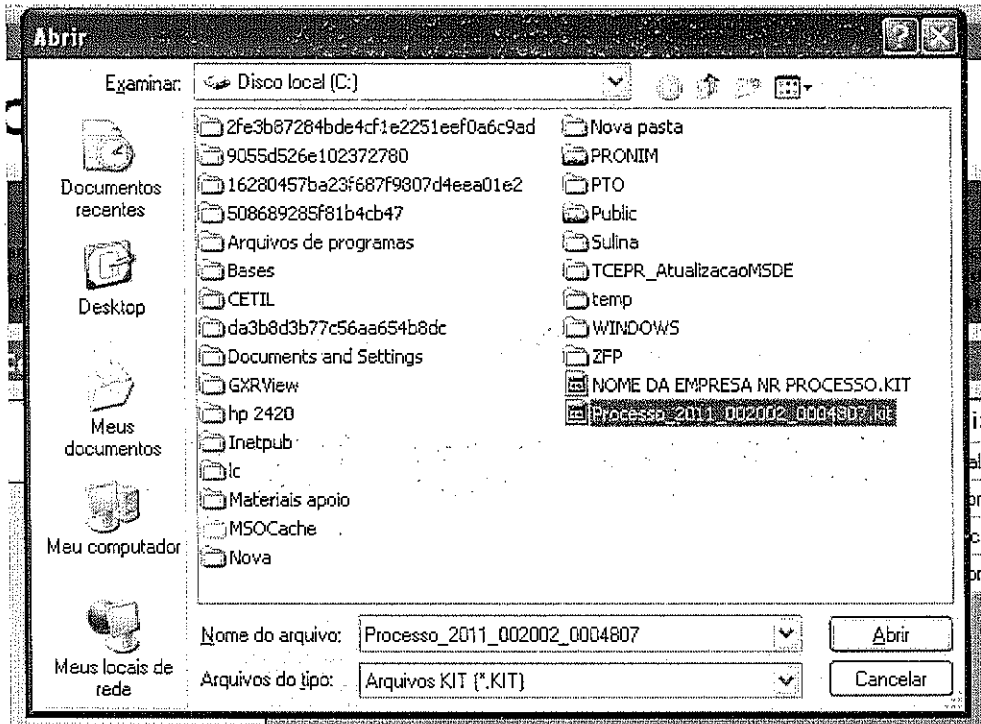 Abrir
Examinar: Disco local (C:)
Documentos recentes
Desktop
Meus documentos
Meu computador
Meus locais de rede
2fe3b87284bde4cf1e2251eef0a6c9ad
9055d526e102372780
16280457ba23f687f9807d4eea01e2
508689285f81b4cb47
Arquivos de programas
Bases
CETIL
da3b8d3b77c56aa654b8dc
Documents and Settings
GXRView
hp 2420
Inetpub
lc
Materiais apoio
MSOCache
Nova
Nova pasta
PRONIM
PTO
Public
Sulina
TCEPR_AtualizacaoMSDE
temp
WINDOWS
ZFP
NOME DA EMPRESA NR PROCESSO.KIT
Processo_2011_002002_0004807.kit
Nome do arquivo: Processo_2011_002002_0004807 Abrir
Arquivos do tipo: Arquivos KIT (*.KIT) Cancelar